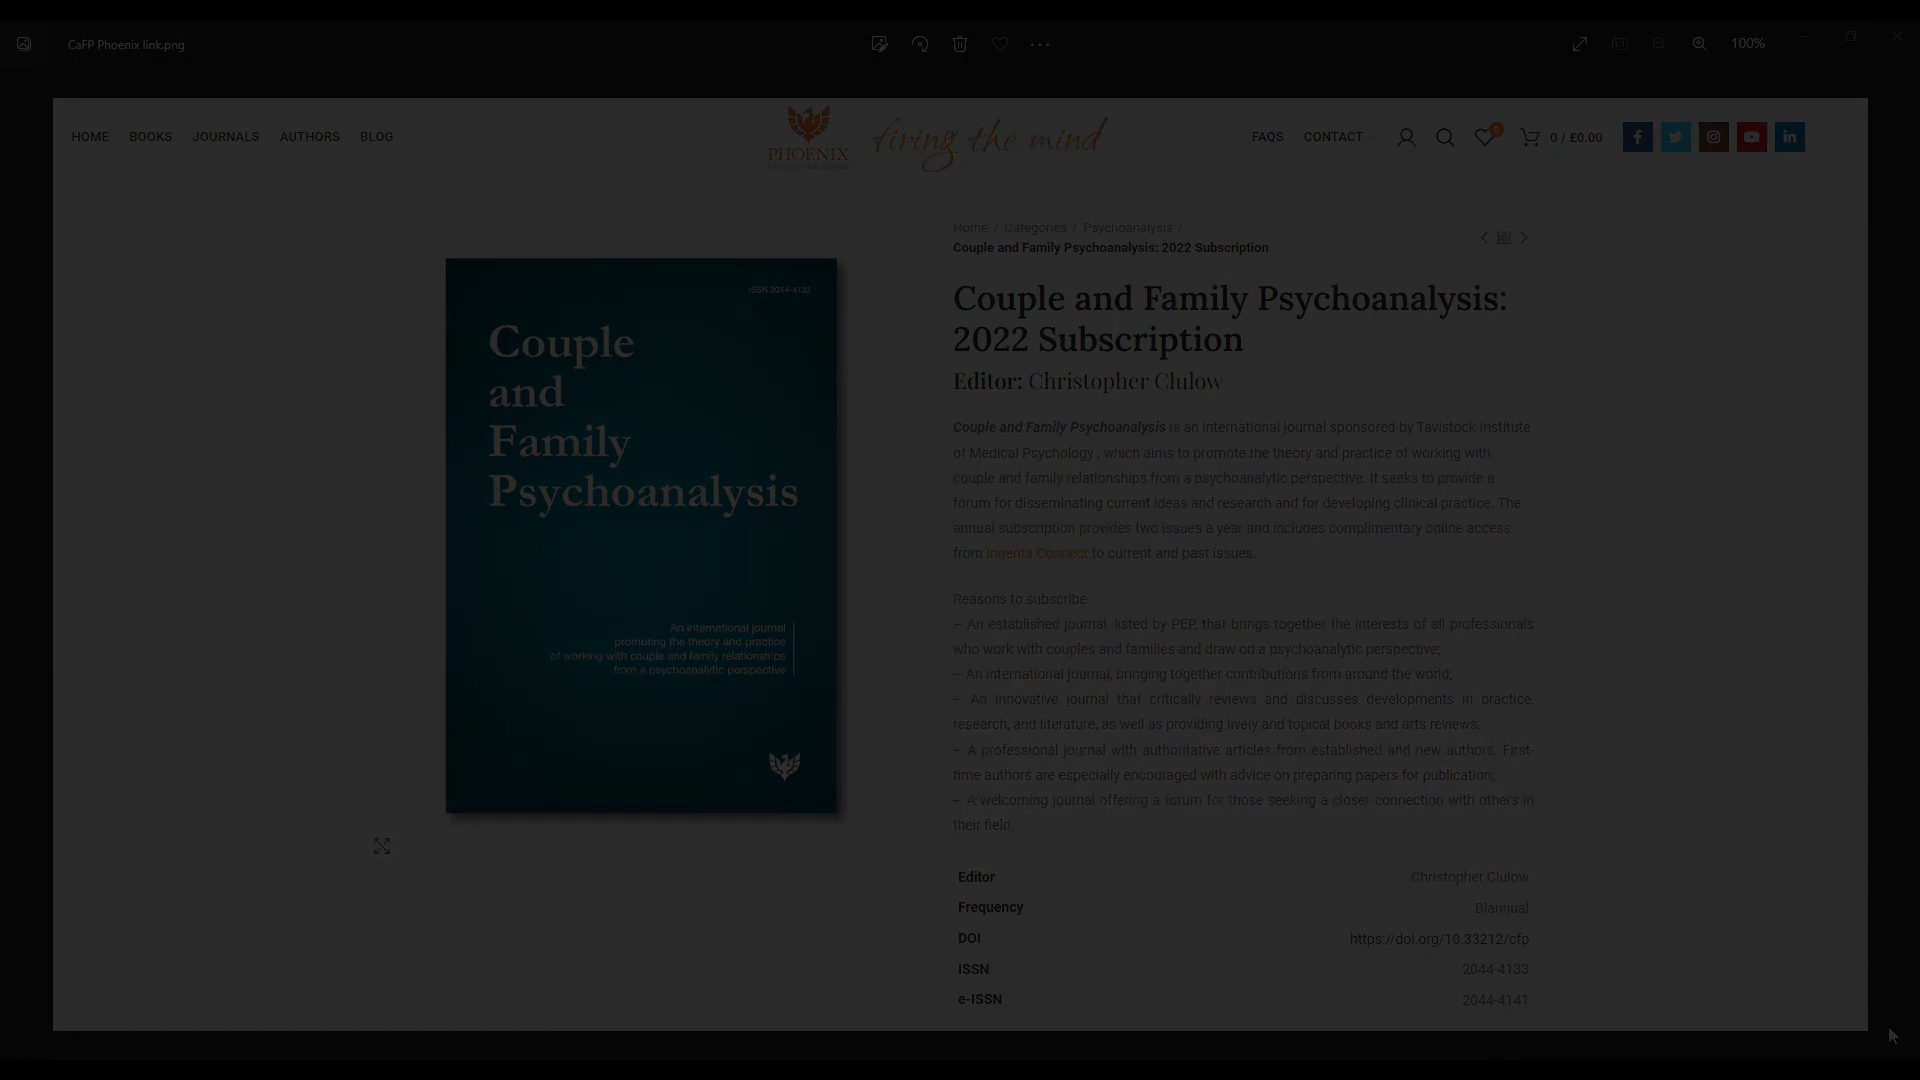 CaFP Phoenix link.png
100%
HOME BOOKS JOURNALS AUTHORS BLOG
PHOENIX
firing the mind
FAQS CONTACT
0
0 / £0.00
Home / Categories / Psychoanalysis /
Couple and Family Psychoanalysis: 2022 Subscription
ISSN 2044-4133
Couple
and
Family
Psychoanalysis
An international journal
promoting the theory and practice
of working with couple and family relationships
from a psychoanalytic perspective
Couple and Family Psychoanalysis:
2022 Subscription
Editor: Christopher Clulow
Couple and Family Psychoanalysis is an international journal sponsored by Tavistock Institute
of Medical Psychology , which aims to promote the theory and practice of working with
couple and family relationships from a psychoanalytic perspective. It seeks to provide a
forum for disseminating current ideas and research and for developing clinical practice. The
annual subscription provides two issues a year and includes complimentary online access
from Ingenta Connect to current and past issues.
Reasons to subscribe:
– An established journal, listed by PEP, that brings together the interests of all professionals
who work with couples and families and draw on a psychoanalytic perspective;
– An international journal, bringing together contributions from around the world;
– An innovative journal that critically reviews and discusses developments in practice,
research, and literature, as well as providing lively and topical books and arts reviews;
– A professional journal with authoritative articles from established and new authors. First-
time authors are especially encouraged with advice on preparing papers for publication;
– A welcoming journal offering a forum for those seeking a closer connection with others in
their field.
Editor Christopher Clulow
Frequency Biannual
DOI https://doi.org/10.33212/cfp
ISSN 2044-4133
e-ISSN 2044-4141